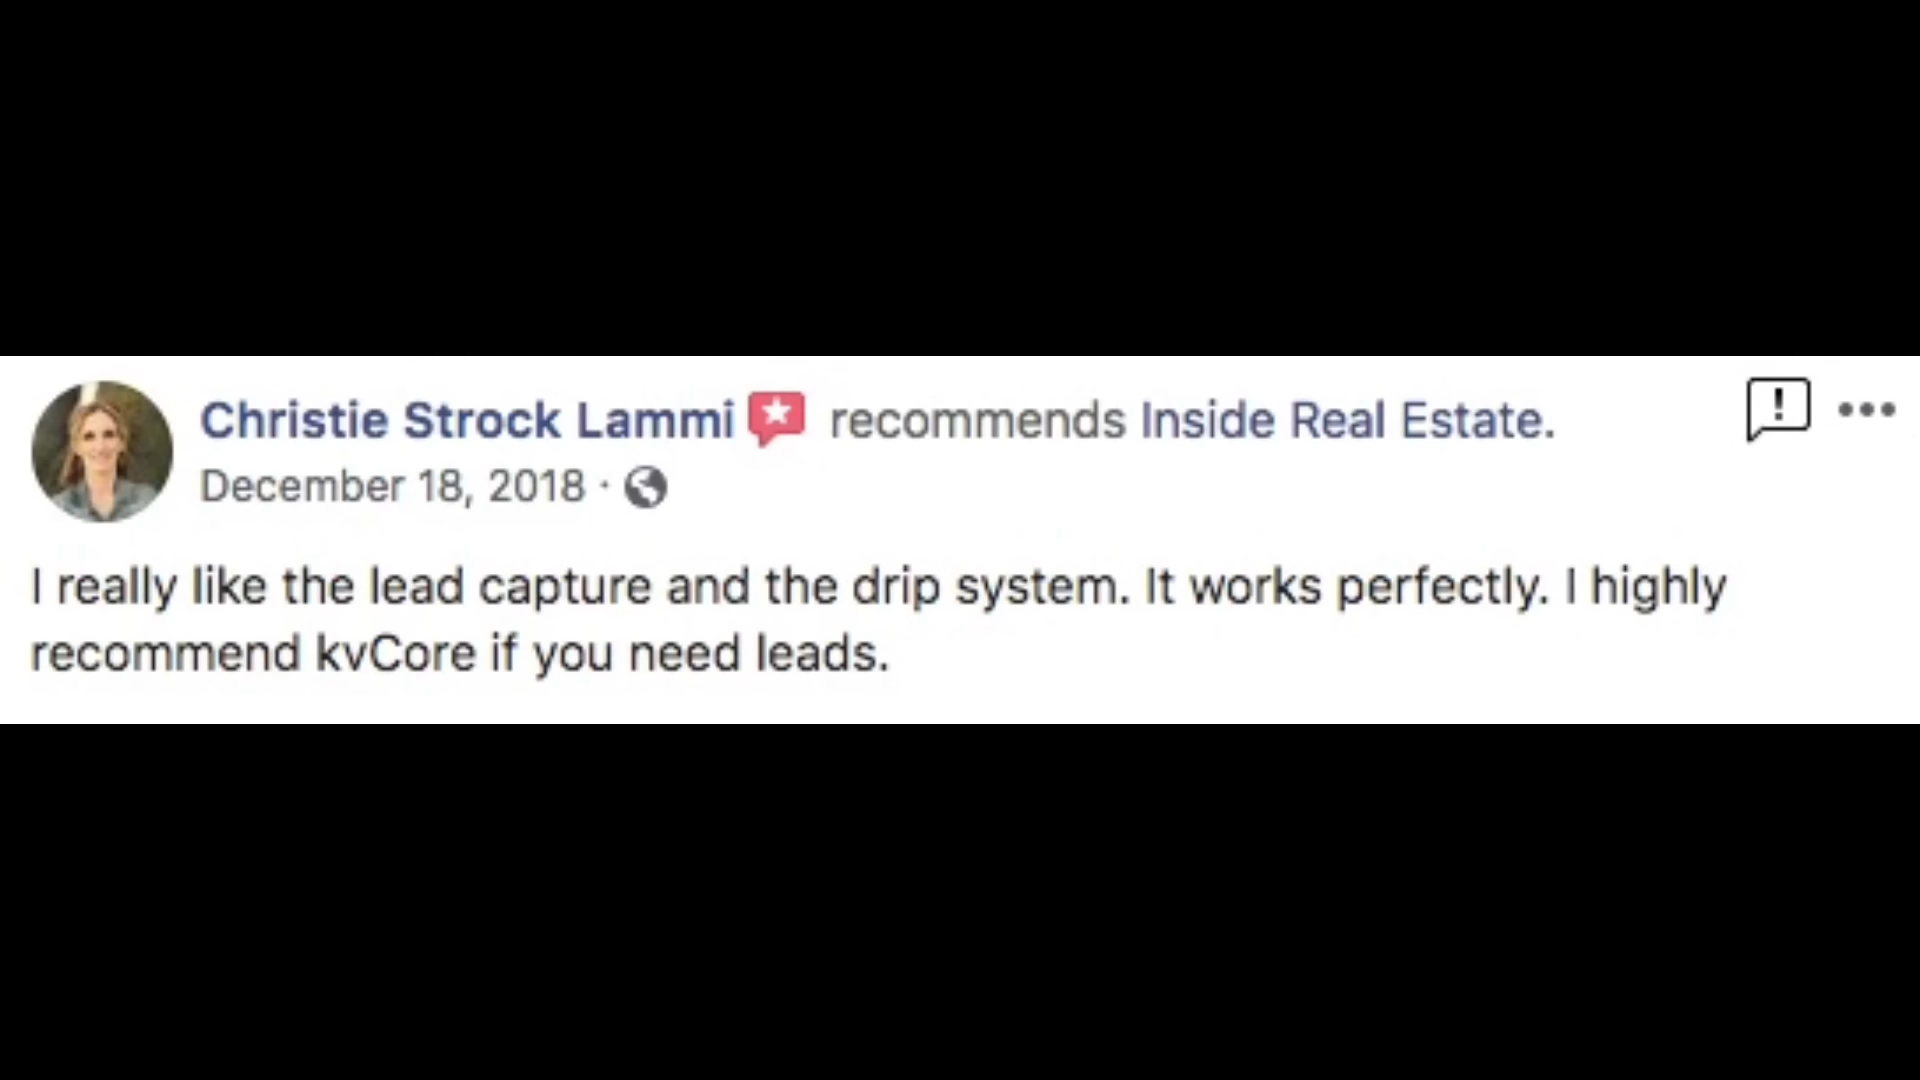 Christie Strock Lammi recommends Inside Real Estate.
December 18, 2018 ·
I really like the lead capture and the drip system. It works perfectly. I highly
recommend kvCore if you need leads.